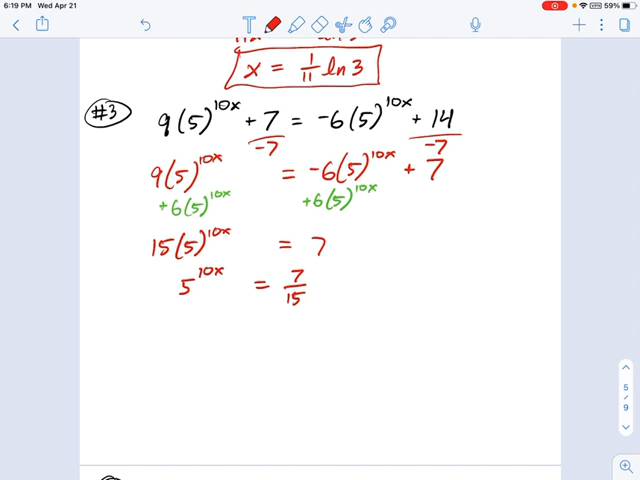 6:19 PM Wed Apr 21
59%
x = 1/11 ln 3
#3 9(5)^10x + 7 = -6(5)^10x + 14
-7 -7
9(5)^10x = -6(5)^10x + 7
+6(5)^10x +6(5)^10x
15(5)^10x = 7
5^10x = 7/15
5
/
9